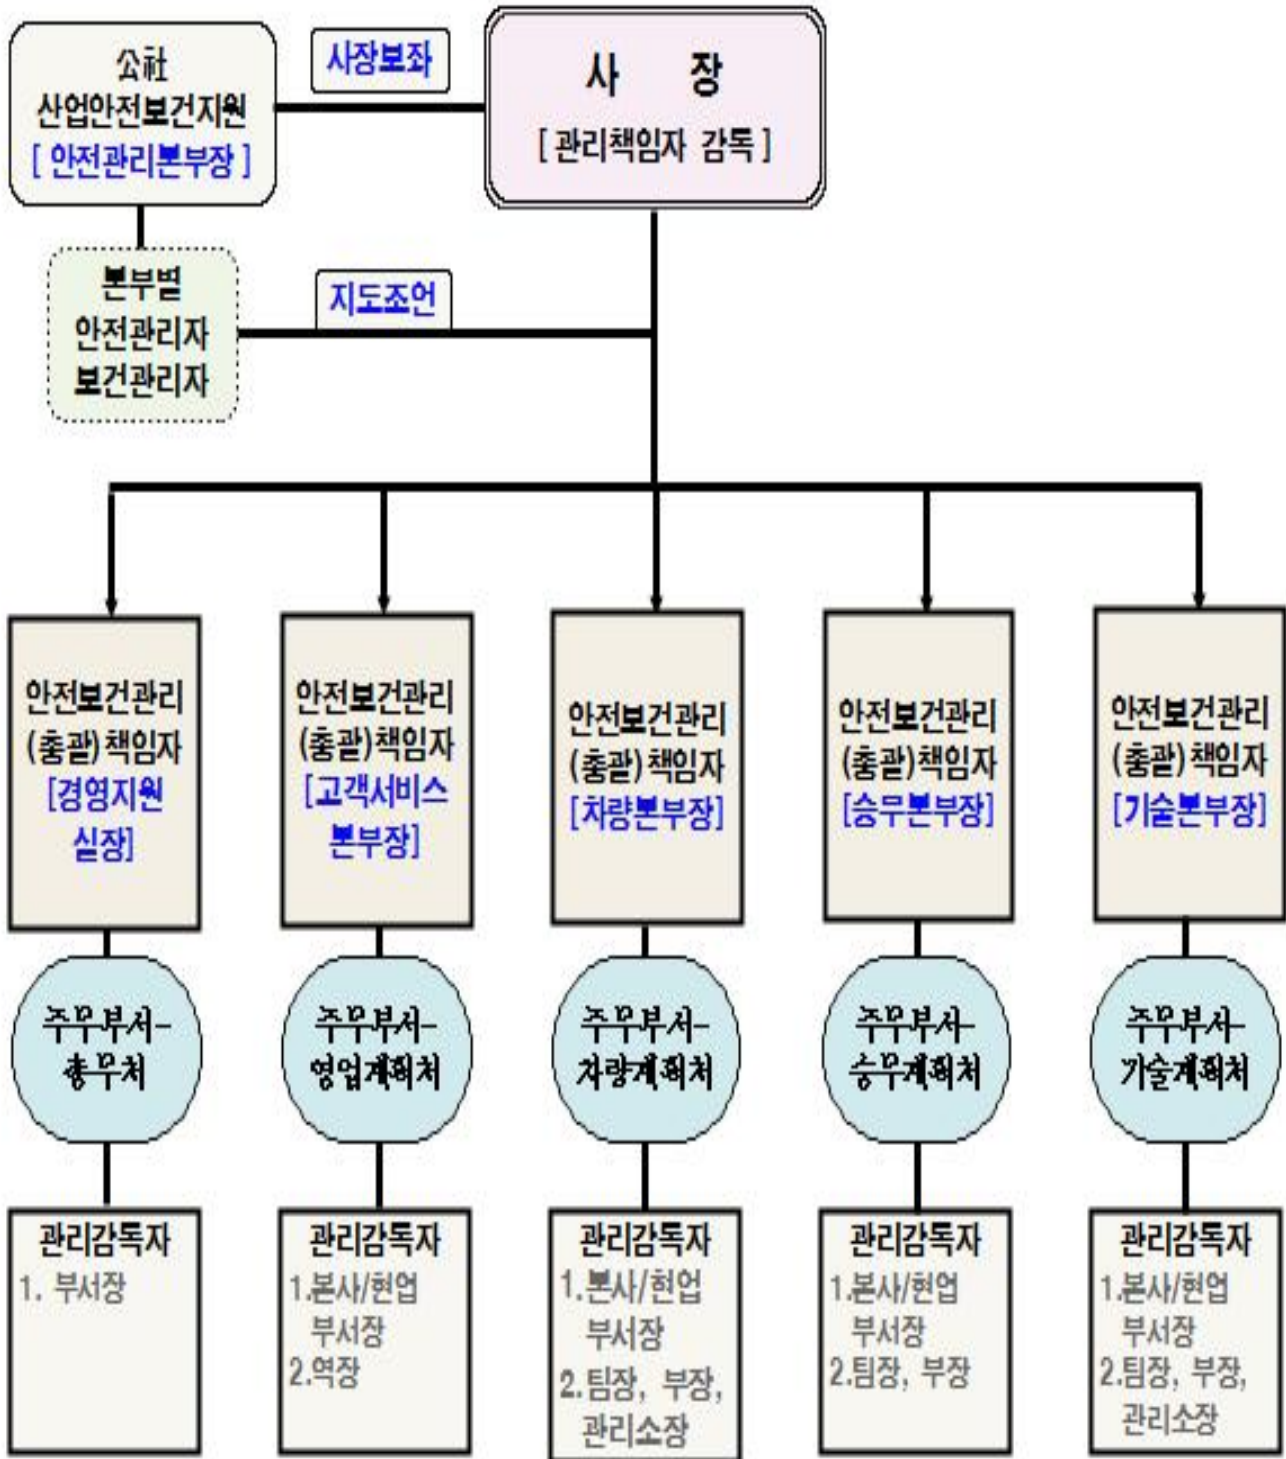 公社
산업안전보건지원
[ 안전관리본부장 ]
사장보좌
사 장
[ 관리책임자 감독 ]
본부별
안전관리자
보건관리자
지도조언
안전보건관리
(총괄)책임자
[경영지원
실장]
안전보건관리
(총괄)책임자
[고객서비스
본부장]
안전보건관리
(총괄)책임자
[차량본부장]
안전보건관리
(총괄)책임자
[승무본부장]
안전보건관리
(총괄)책임자
[기술본부장]
주무부서-
총무처
주무부서-
영업계획처
주무부서-
차량계획처
주무부서-
승무계획처
주무부서-
기술계획처
관리감독자
1. 부서장
관리감독자
1.본사/현업
부서장
2.역장
관리감독자
1.본사/현업
부서장
2.팀장, 부장,
관리소장
관리감독자
1.본사/현업
부서장
2.팀장, 부장
관리감독자
1.본사/현업
부서장
2.팀장, 부장,
관리소장